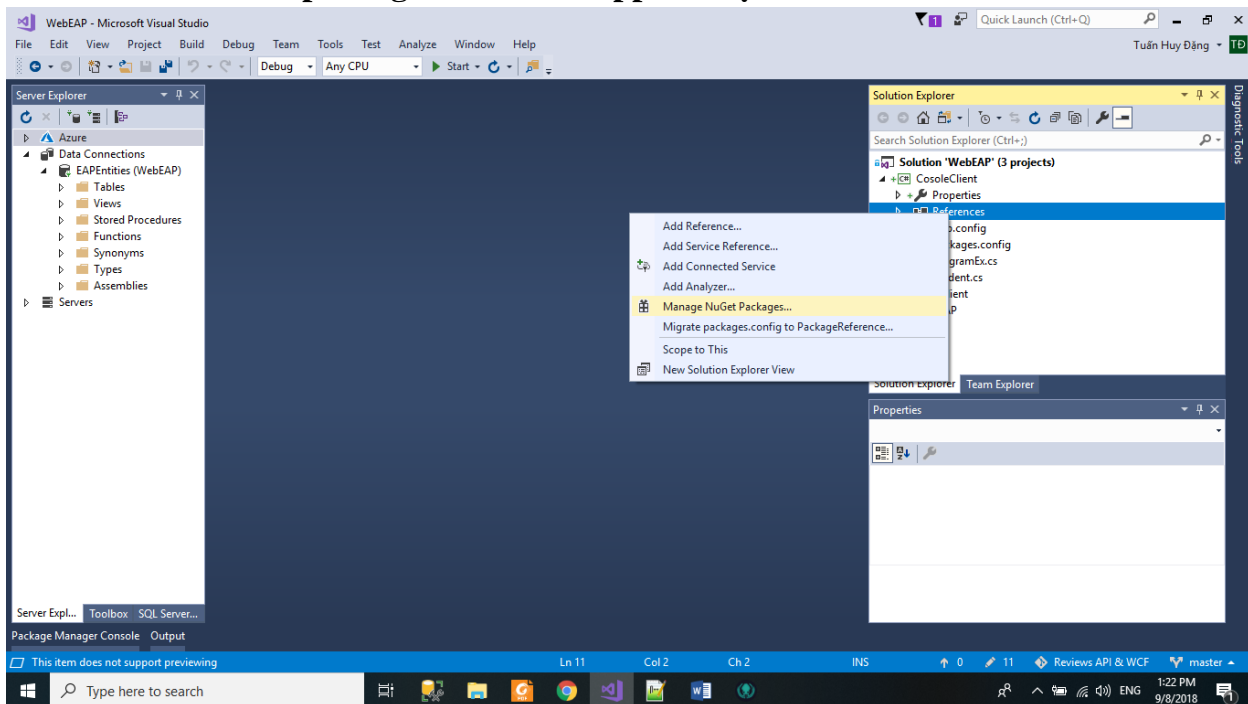 WebEAP - Microsoft Visual Studio
1
Quick Launch (Ctrl+Q)
File Edit View Project Build Debug Team Tools Test Analyze Window Help
Tuấn Huy Đặng
TĐ
Debug Any CPU Start
Server Explorer
Azure
Data Connections
EAPEntities (WebEAP)
Tables
Views
Stored Procedures
Functions
Synonyms
Types
Assemblies
Servers
Add Reference...
Add Service Reference...
Add Connected Service
Add Analyzer...
Manage NuGet Packages...
Migrate packages.config to PackageReference...
Scope to This
New Solution Explorer View
Solution Explorer
Search Solution Explorer (Ctrl+;)
Solution 'WebEAP' (3 projects)
C# CosoleClient
Properties
References
.config
kages.config
gramEx.cs
dent.cs
ient
Solution Explorer Team Explorer
Properties
Diagnostic Tools
Server Expl... Toolbox SQL Server...
Package Manager Console Output
This item does not support previewing Ln 11 Col 2 Ch 2 INS 0 11 Reviews API & WCF master
Type here to search
ENG
1:22 PM
9/8/2018
1